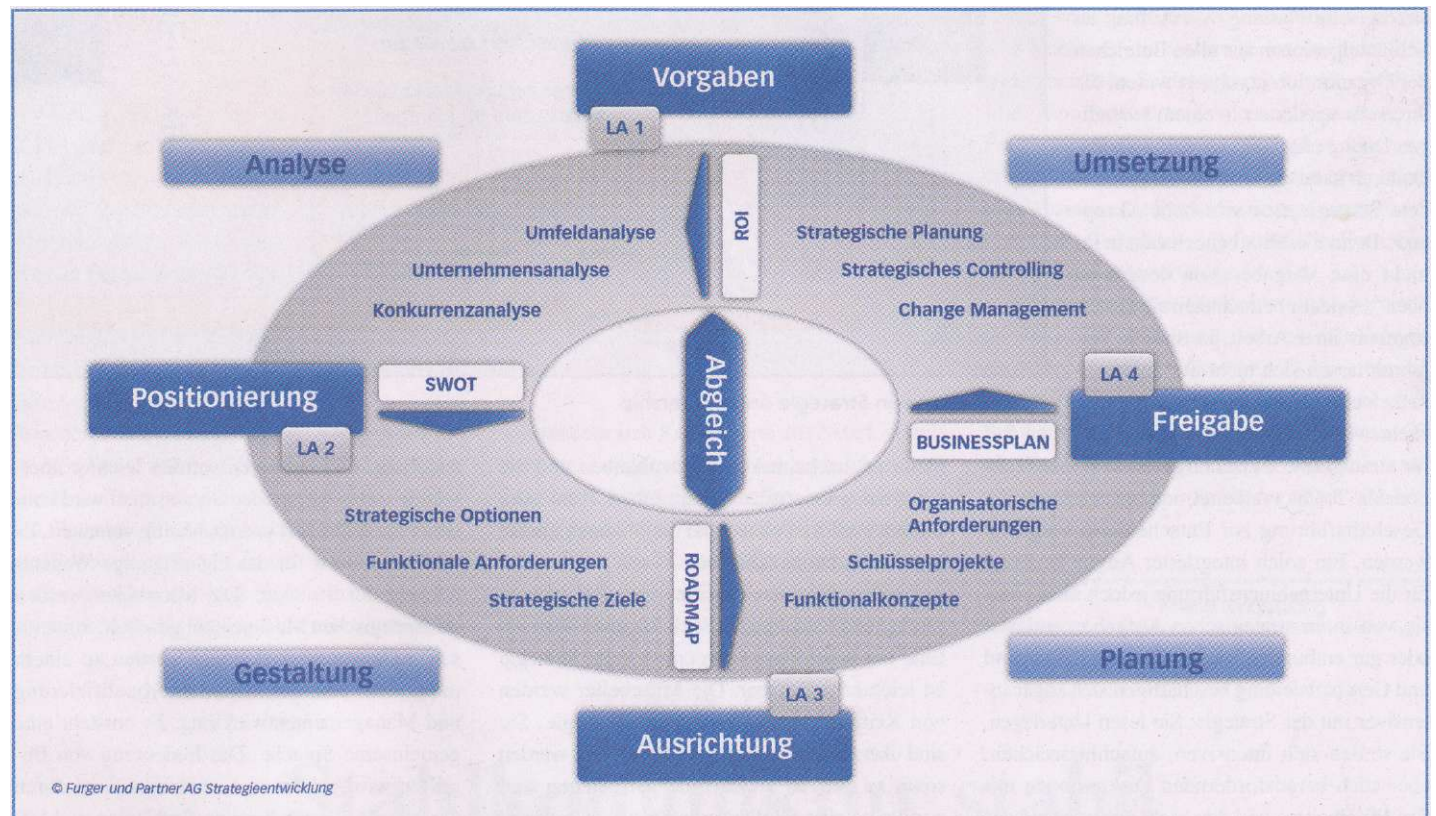 Vorgaben
LA 1
Analyse
Umsetzung
Umfeldanalyse
ROI
Strategische Planung
Unternehmensanalyse
Strategisches Controlling
Konkurrenzanalyse
Change Management
Abgleich
SWOT
Positionierung
LA 2
LA 4
Freigabe
BUSINESSPLAN
Strategische Optionen
Organisatorische
Anforderungen
Funktionale Anforderungen
ROADMAP
Schlüsselprojekte
Strategische Ziele
Funktionalkonzepte
Gestaltung
Planung
LA 3
Ausrichtung
© Furger und Partner AG Strategieentwicklung